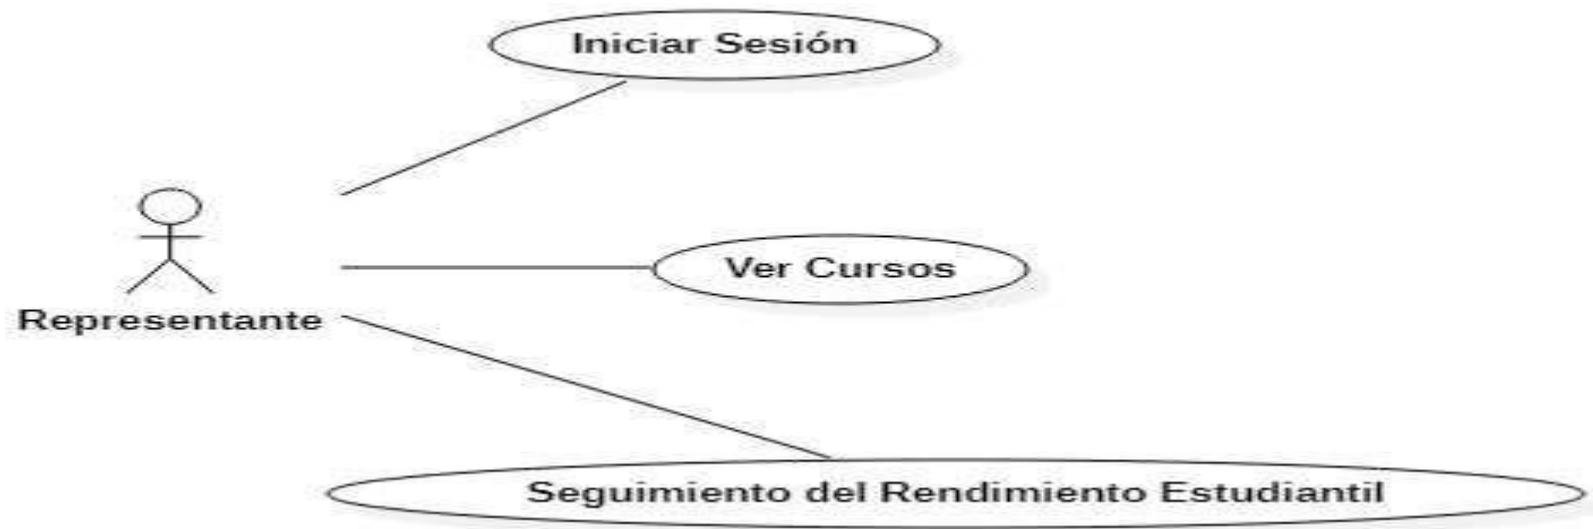 Iniciar Sesión
Ver Cursos
Representante
Seguimiento del Rendimiento Estudiantil